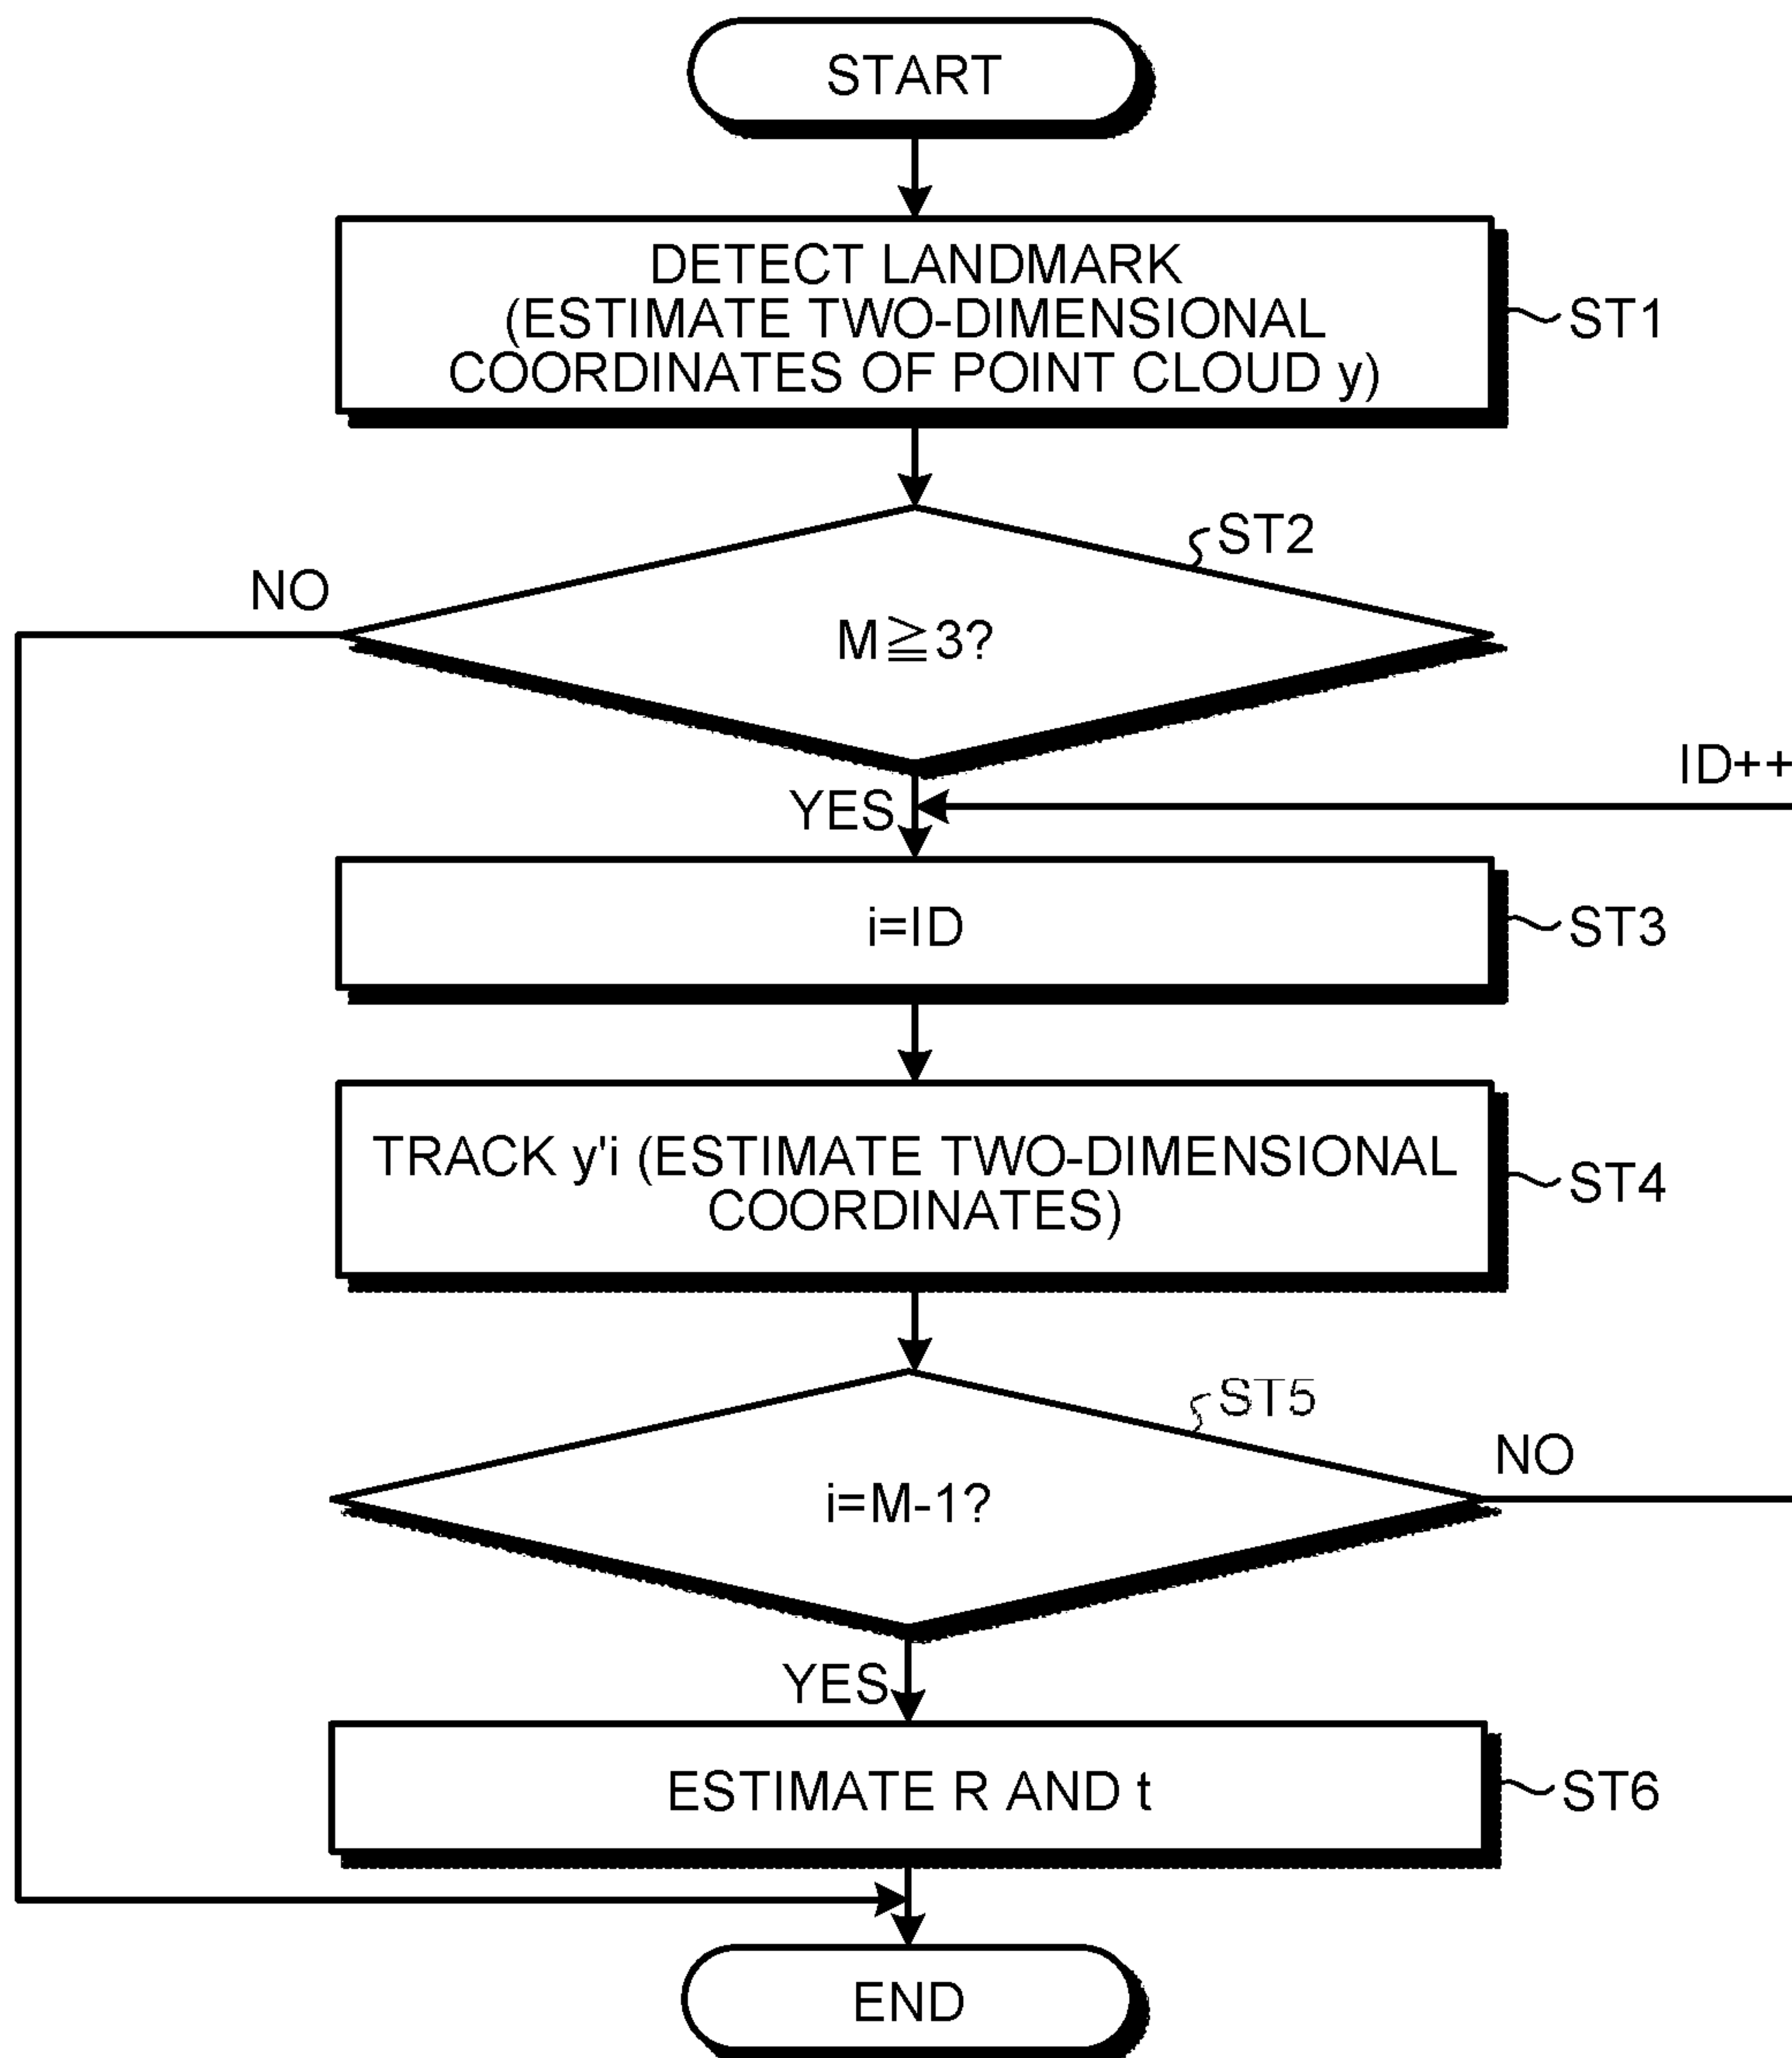 START
DETECT LANDMARK
(ESTIMATE TWO-DIMENSIONAL
COORDINATES OF POINT CLOUD y)
ST1
ST2
NO
M≧3?
ID++
YES
i=ID
ST3
TRACK y'i (ESTIMATE TWO-DIMENSIONAL
COORDINATES)
ST4
ST5
NO
i=M-1?
YES
ESTIMATE R AND t
ST6
END